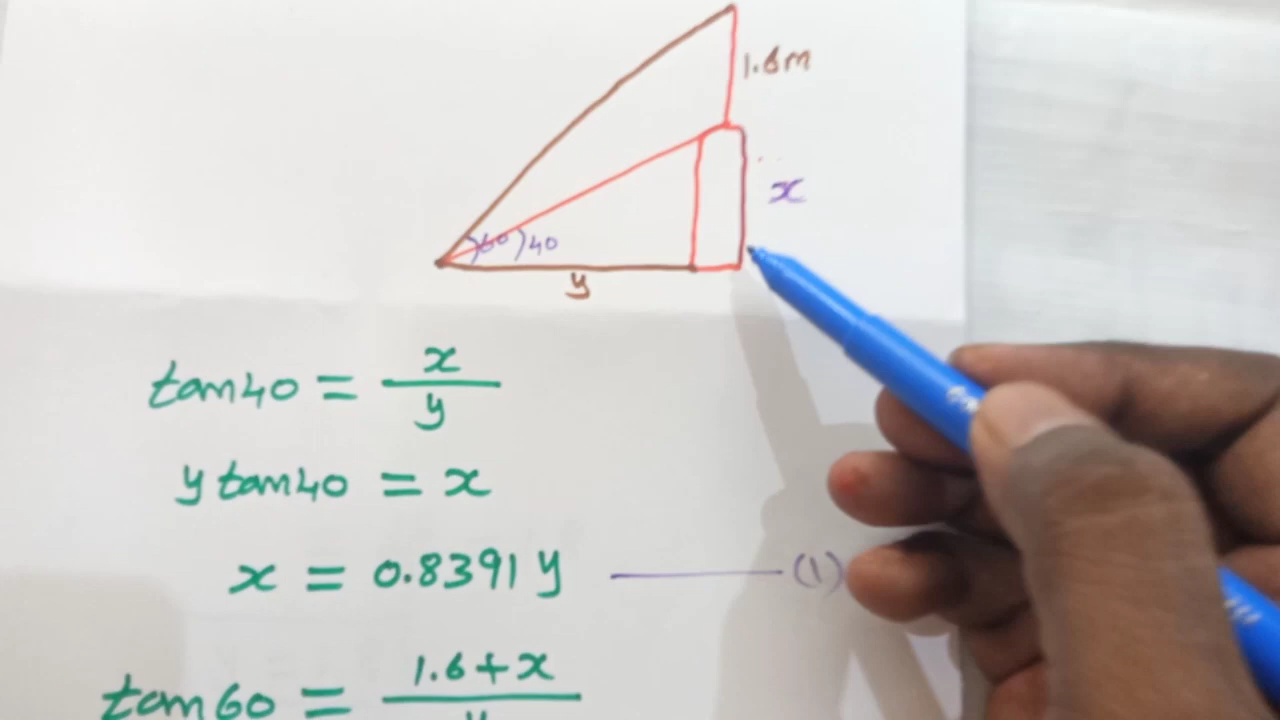 1.6m
x
60 40
y
tan40 = x/y
y tan40 = x
x = 0.8391 y — (1)
tan60 = 1.6+x/y